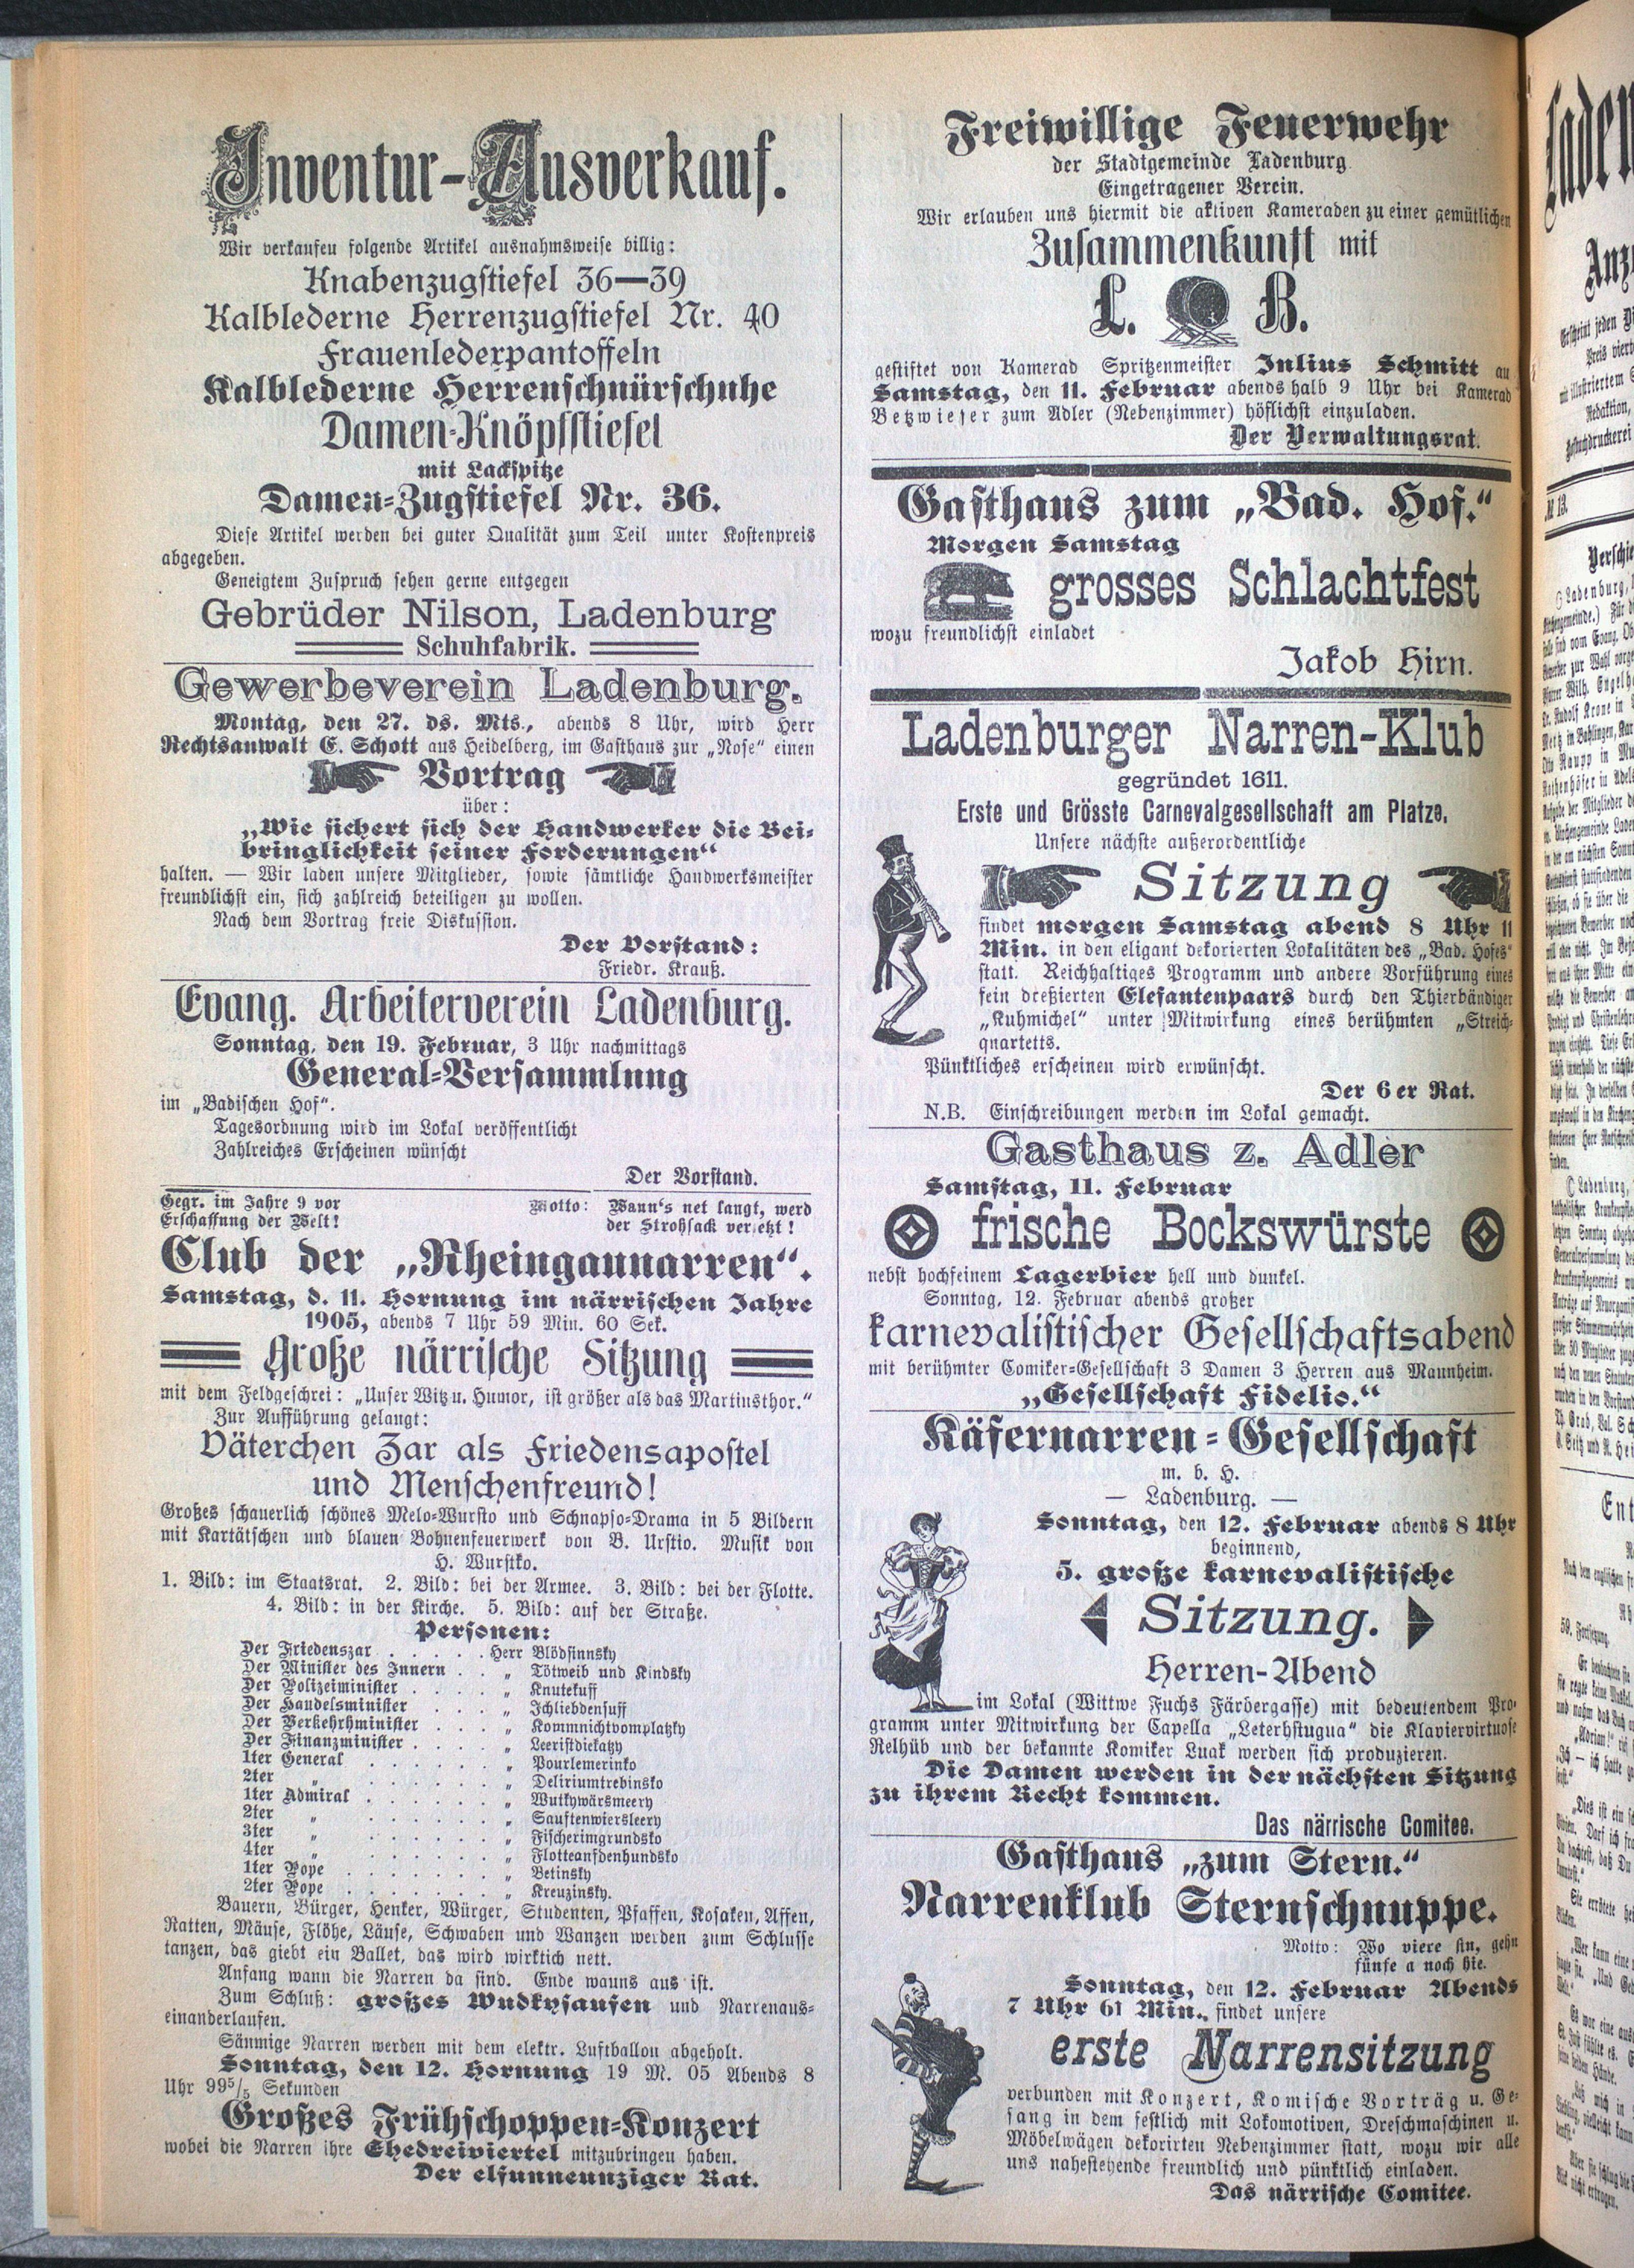 Inventur-Ausverkauf.
Wir verkaufen folgende Artikel ausnahmsweise billig:
Knabenzugstiefel 36—39
Kalblederne Herrenzugstiefel Nr. 40
Frauenlederpantoffeln
Kalblederne Herrenschnürschuhe
Damen-Knöpfstiefel
mit Lackspitze
Damen-Zugstiefel Nr. 36.
Diese Artikel werden bei guter Qualität zum Teil unter Kostenpreis
abgegeben.
Geneigtem Zuspruch sehen gerne entgegen
Gebrüder Nilson, Ladenburg
Schuhfabrik.
Gewerbeverein Ladenburg.
Montag, den 27. ds. Mts., abends 8 Uhr, wird Herr
Rechtsanwalt E. Schott aus Heidelberg, im Gasthaus zur „Rose“ einen
Vortrag
über:
„Wie sichert sich der Handwerker die Bei-
bringlichkeit seiner Forderungen“
halten. — Wir laden unsere Mitglieder, sowie sämtliche Handwerksmeister
freundlichst ein, sich zahlreich beteiligen zu wollen.
Nach dem Vortrag freie Diskussion.
Der Vorstand:
Friedr. Krauß.
Evang. Arbeiterverein Ladenburg.
Sonntag, den 19. Februar, 3 Uhr nachmittags
General-Versammlung
im „Badischen Hof“.
Tagesordnung wird im Lokal veröffentlicht
Zahlreiches Erscheinen wünscht
Der Vorstand.
Gegr. im Jahre 9 vor
Erschaffung der Welt!
Motto: Wann's net langt, werd
der Strohsack versetzt!
Club der „Rheingaunarren“.
Samstag, d. 11. Hornung im närrischen Jahre
1905, abends 7 Uhr 59 Min. 60 Sek.
Große närrische Sitzung
mit dem Feldgeschrei: „Unser Witz u. Humor, ist größer als das Martinsthor.“
Zur Aufführung gelangt:
Väterchen Zar als Friedensapostel
und Menschenfreund!
Großes schauerlich schönes Melo-Wursto und Schnapso-Drama in 5 Bildern
mit Kartätschen und blauen Bohnenfeuerwerk von B. Urstio. Musik von
H. Wurstko.
1. Bild: im Staatsrat. 2. Bild: bei der Armee. 3. Bild: bei der Flotte.
4. Bild: in der Kirche. 5. Bild: auf der Straße.
Personen:
Der Friedenszar . . . . . Herr Blödsinnsky
Der Minister des Innern . . „ Tötweib und Kindsky
Der Polizeiminister . . . . „ Knutekuff
Der Handelsminister . . . „ Ichliebdensuff
Der Verkehrhminister . . . „ Kommnichtvomplatzky
Der Finanzminister . . . . „ Leeristdiekatzy
1ter General . . . . . . „ Pourlemerinko
2ter „ . . . . . . „ Deliriumtrebinsko
1ter Admiral . . . . . . „ Wutkywärsmeery
2ter „ . . . . . . „ Sauftenwiersleery
3ter „ . . . . . . „ Fischerimgrundsko
4ter „ . . . . . . „ Flotteaufdenhundsko
1ter Pope . . . . . . . „ Betinsky
2ter Pope . . . . . . . „ Kreuzinsky.
Bauern, Bürger, Henker, Würger, Studenten, Pfaffen, Kosaken, Affen,
Ratten, Mäuse, Flöhe, Läuse, Schwaben und Wanzen werden zum Schlusse
tanzen, das giebt ein Ballet, das wird wirktich nett.
Anfang wann die Narren da sind. Ende wauns aus ist.
Zum Schluß: großes Wudkysaufen und Narrenaus-
einanderlaufen.
Säumige Narren werden mit dem elektr. Luftballon abgeholt.
Sonntag, den 12. Hornung 19 M. 05 Abends 8
Uhr 99⁵/₅ Sekunden
Großes Frühschoppen-Konzert
wobei die Narren ihre Ehedreiviertel mitzubringen haben.
Der elfunneunziger Rat.
Freiwillige Feuerwehr
der Stadtgemeinde Ladenburg
Eingetragener Verein.
Wir erlauben uns hiermit die aktiven Kameraden zu einer gemütlichen
Zusammenkunft mit
L. B.
gestiftet von Kamerad Spritzenmeister Julius Schmitt au
Samstag, den 11. Februar abends halb 9 Uhr bei Kamerad
Betzwieser zum Adler (Nebenzimmer) höflichst einzuladen.
Der Verwaltungsrat.
Gasthaus zum „Bad. Hof.“
Morgen Samstag
grosses Schlachtfest
wozu freundlichst einladet
Jakob Hirn.
Ladenburger Narren-Klub
gegründet 1611.
Erste und Grösste Carnevalgesellschaft am Platze.
Unsere nächste außerordentliche
Sitzung
findet morgen Samstag abend 8 Uhr 11
Min. in den eligant dekorierten Lokalitäten des „Bad. Hofes“
statt. Reichhaltiges Programm und andere Vorführung eines
fein dreßierten Elefantenpaars durch den Thierbändiger
„Kuhmichel“ unter Mitwirkung eines berühmten „Streich-
quartetts.
Pünktliches erscheinen wird erwünscht.
Der 6 er Rat.
N.B. Einschreibungen werden im Lokal gemacht.
Gasthaus z. Adler
Samstag, 11. Februar
frische Bockswürste
nebst hochfeinem Lagerbier hell und dunkel.
Sonntag, 12. Februar abends großer
karnevalistischer Gesellschaftsabend
mit berühmter Comiker-Gesellschaft 3 Damen 3 Herren aus Mannheim.
„Gesellschaft Fidelio.“
Käfernarren-Gesellschaft
m. b. H.
— Ladenburg. —
Sonntag, den 12. Februar abends 8 Uhr
beginnend,
5. große karnevalistische
Sitzung.
Herren-Abend
im Lokal (Wittwe Fuchs Färbergasse) mit bedeutendem Pro-
gramm unter Mitwirkung der Capella „Leterhstugua“ die Klaviervirtuose
Relhüb und der bekannte Komiker Luak werden sich produzieren.
Die Damen werden in der nächsten Sitzung
zu ihrem Recht kommen.
Das närrische Comitee.
Gasthaus „zum Stern.“
Narrenklub Sternschnuppe.
Motto: Wo viere sin, gehn
fünfe a noch hie.
Sonntag, den 12. Februar Abends
7 Uhr 61 Min., findet unsere
erste Narrensitzung
verbunden mit Konzert, Komische Vorträg u. Ge-
sang in dem festlich mit Lokomotiven, Dreschmaschinen u.
Möbelwägen dekorirten Nebenzimmer statt, wozu wir alle
uns nahestehende freundlich und pünktlich einladen.
Das närrische Comitee.